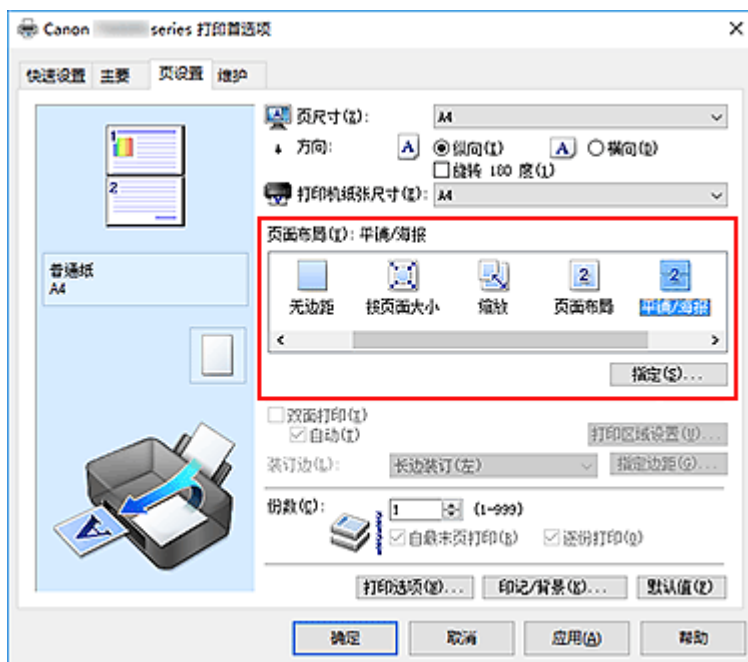 Canon series 打印首选项
快速设置 主要 页设置 维护
页尺寸(Z): A4
方向: A 纵向(I) A 横向(D)
旋转 180 度(1)
打印机纸张尺寸(E): A4
页面布局(I): 平铺/海报
无边距 按页面大小 缩放 页面布局 平铺/海报
指定(S)...
普通纸
A4
双面打印(X)
自动(T)
打印区域设置(U)...
装订边(L): 长边装订(左) 指定边距(G)...
份数(C): 1 (1-999)
自最末页打印(B) 逐份打印(O)
打印选项(N)... 印记/背景(K)... 默认值(F)
确定 取消 应用(A) 帮助